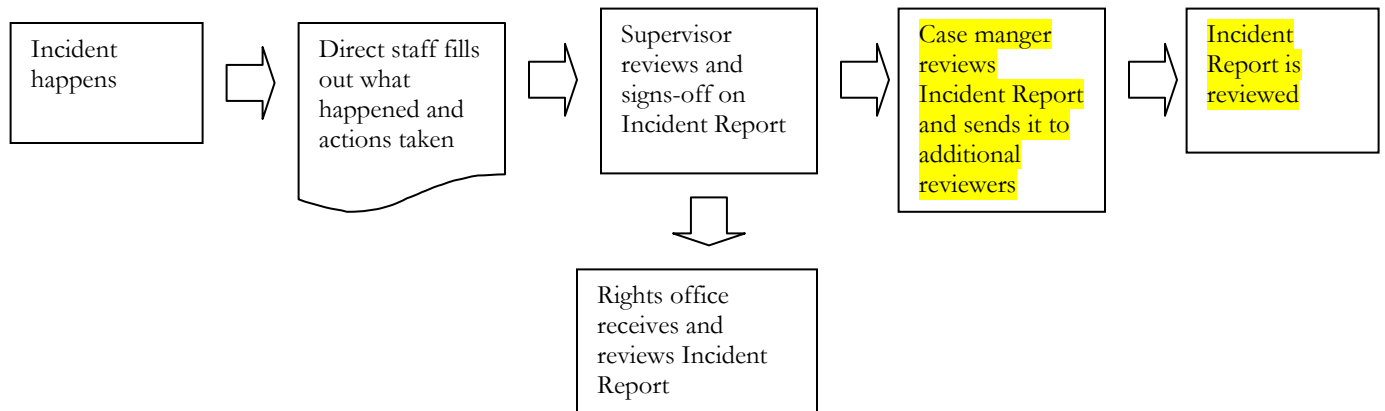 Incident
happens
Direct staff fills
out what
happened and
actions taken
Supervisor
reviews and
signs-off on
Incident Report
Case manger
reviews
Incident Report
and sends it to
additional
reviewers
Incident
Report is
reviewed
Rights office
receives and
reviews Incident
Report